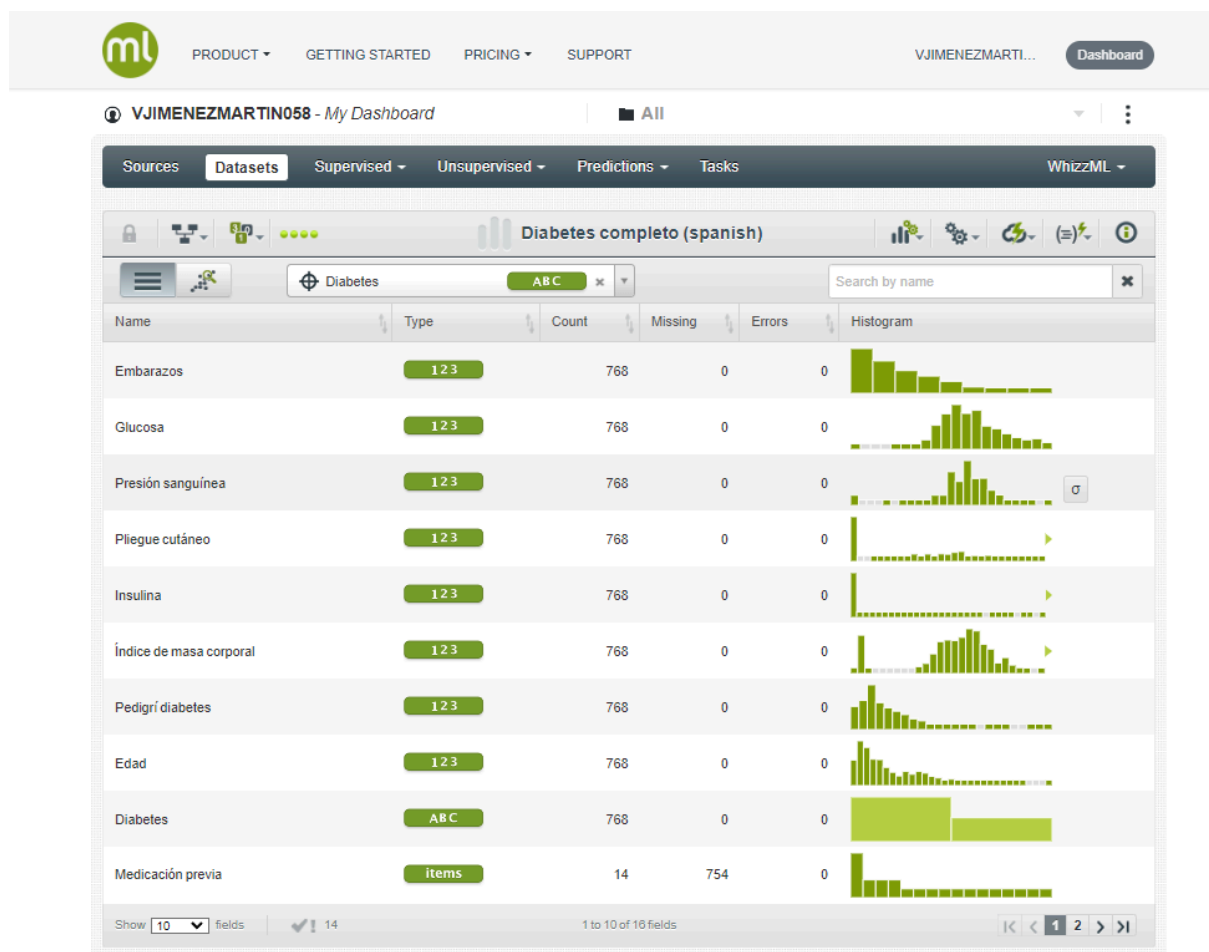 ml PRODUCT GETTING STARTED PRICING SUPPORT VJIMENEZMARTI... Dashboard
VJIMENEZMARTIN058 - My Dashboard All
Sources Datasets Supervised Unsupervised Predictions Tasks WhizzML
Diabetes completo (spanish)
Diabetes ABC Search by name
Name Type Count Missing Errors Histogram
Embarazos 123 768 0 0
Glucosa 123 768 0 0
Presión sanguínea 123 768 0 0 σ
Pliegue cutáneo 123 768 0 0
Insulina 123 768 0 0
Índice de masa corporal 123 768 0 0
Pedigrí diabetes 123 768 0 0
Edad 123 768 0 0
Diabetes ABC 768 0 0
Medicación previa items 14 754 0
Show 10 fields 14 1 to 10 of 16 fields 1 2